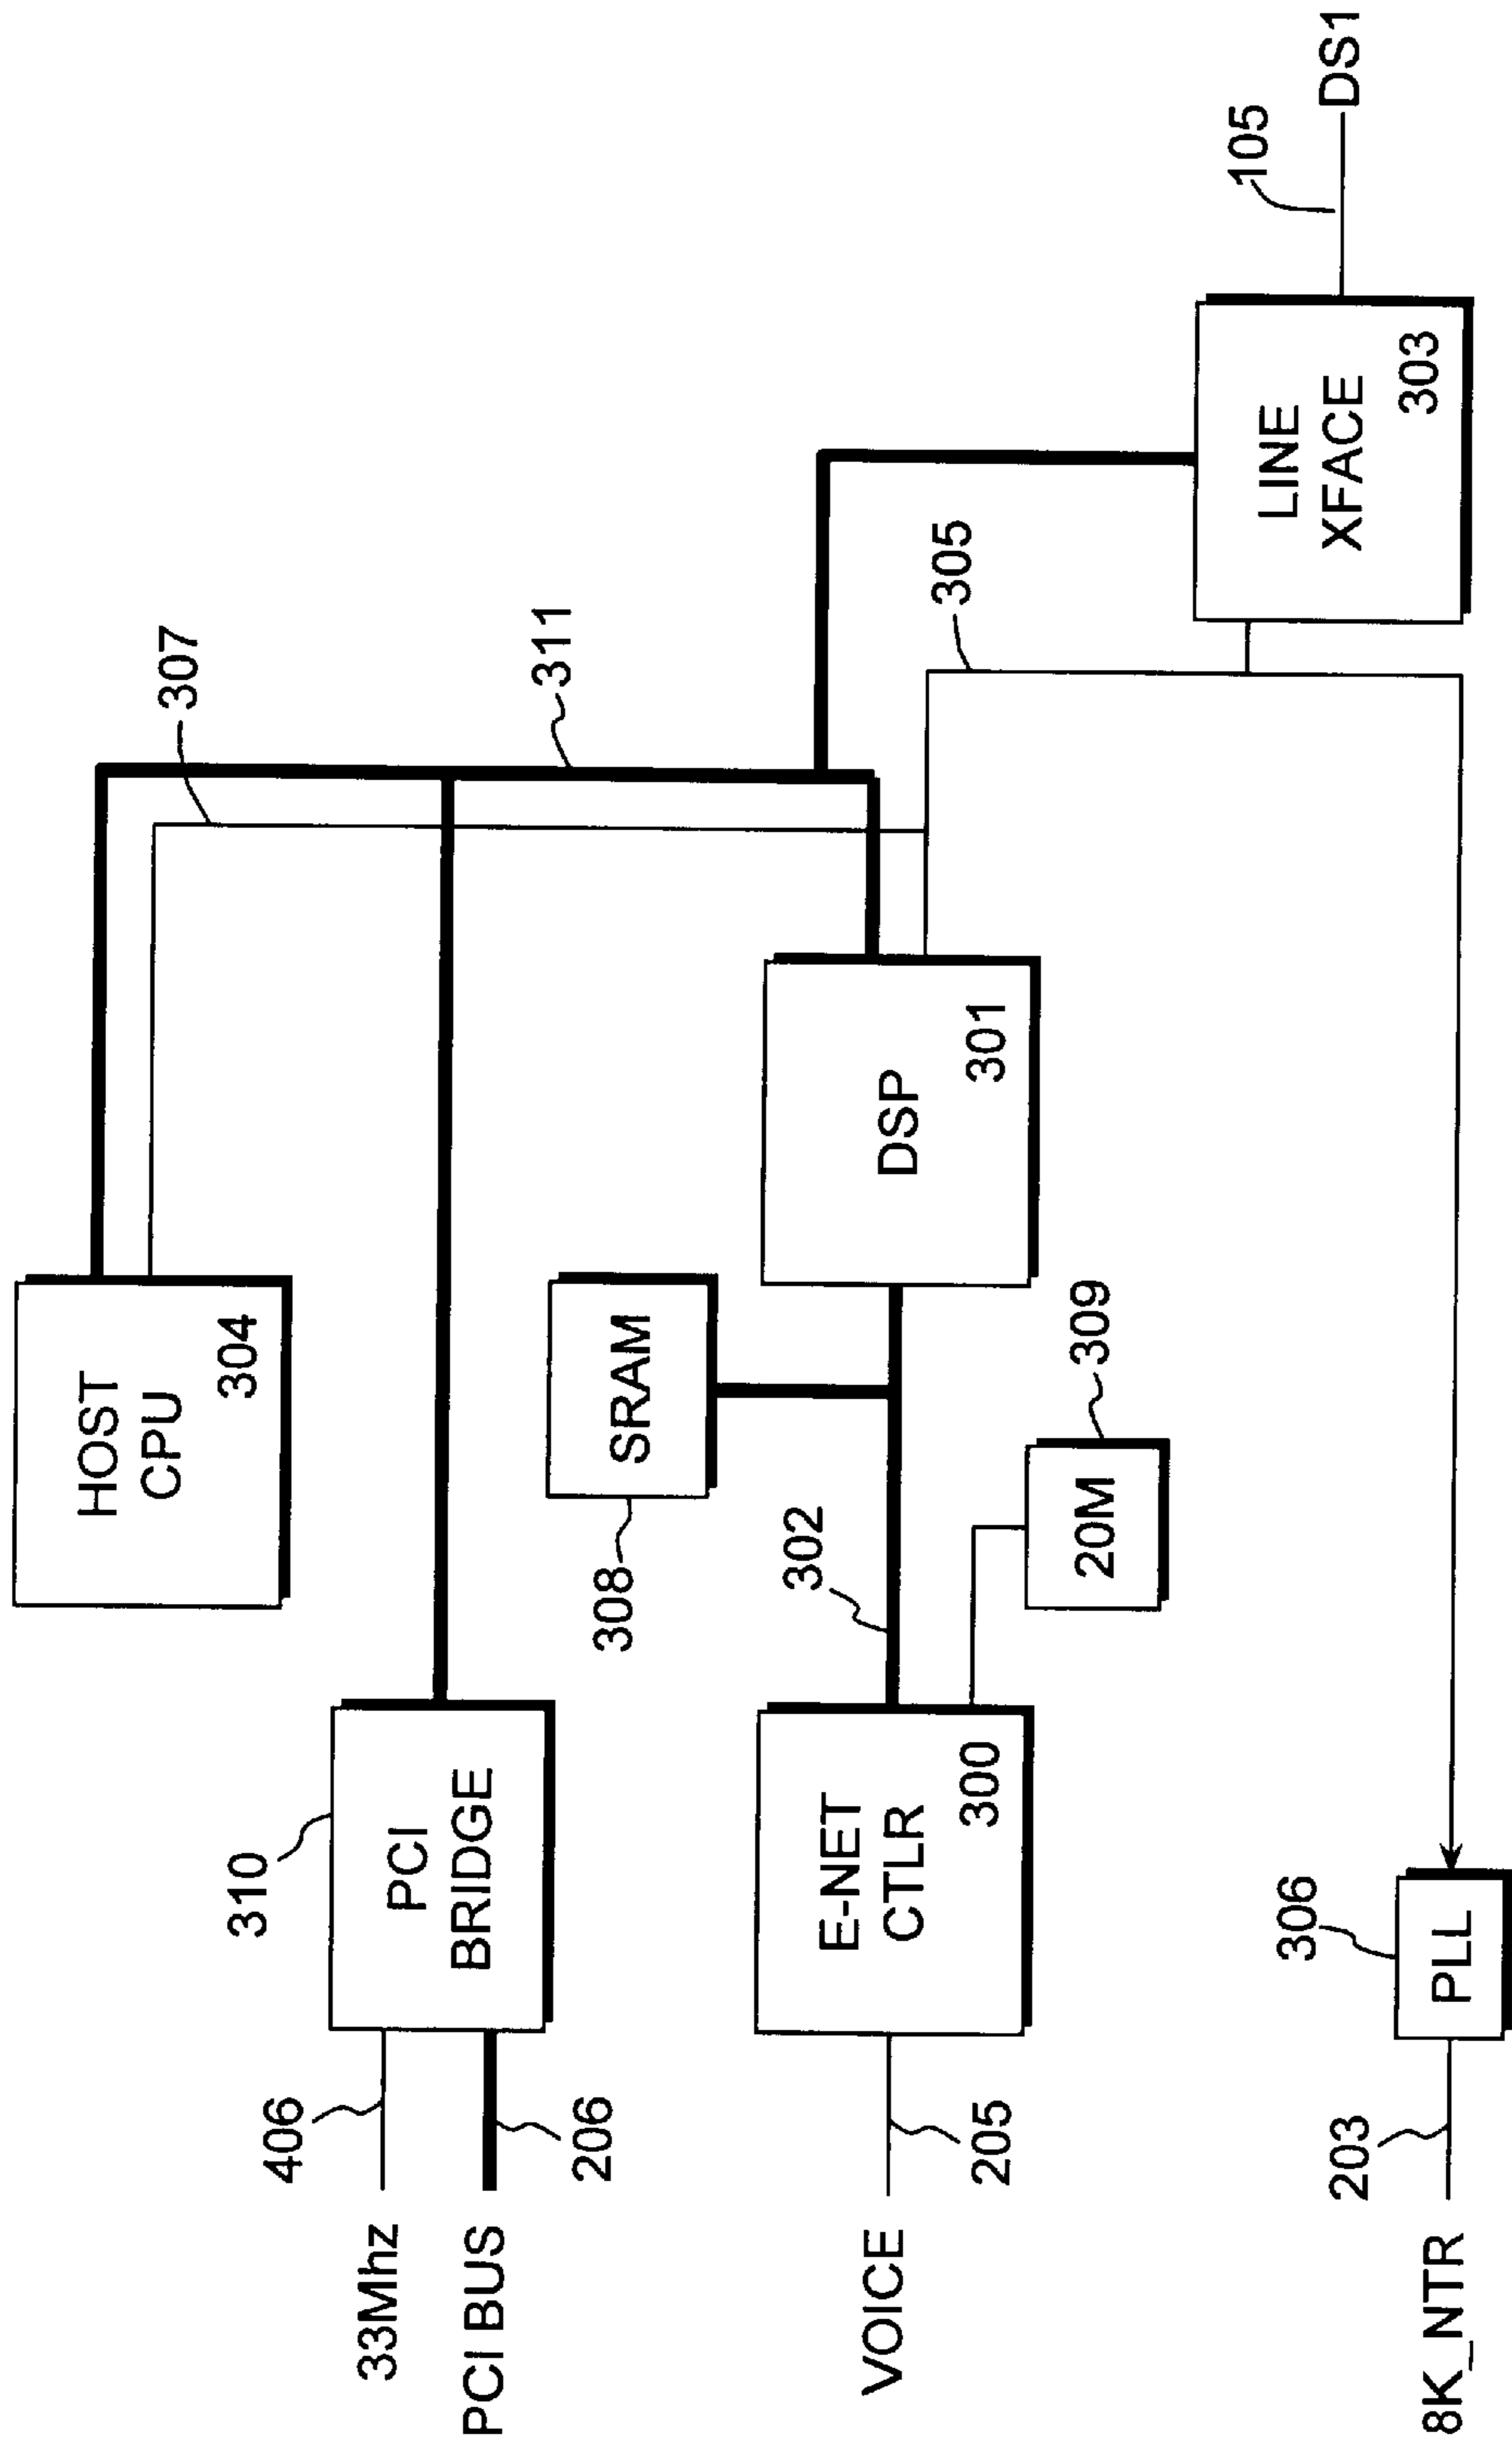 HOST
CPU
304
307
311
33Mhz
406
PCI BUS
206
310
PCI
BRIDGE
SRAM
308
305
105
DS1
LINE
XFACE
303
DSP
301
302
20M
309
VOICE
205
E-NET
CTLR
300
8K_NTR
203
306
PLL